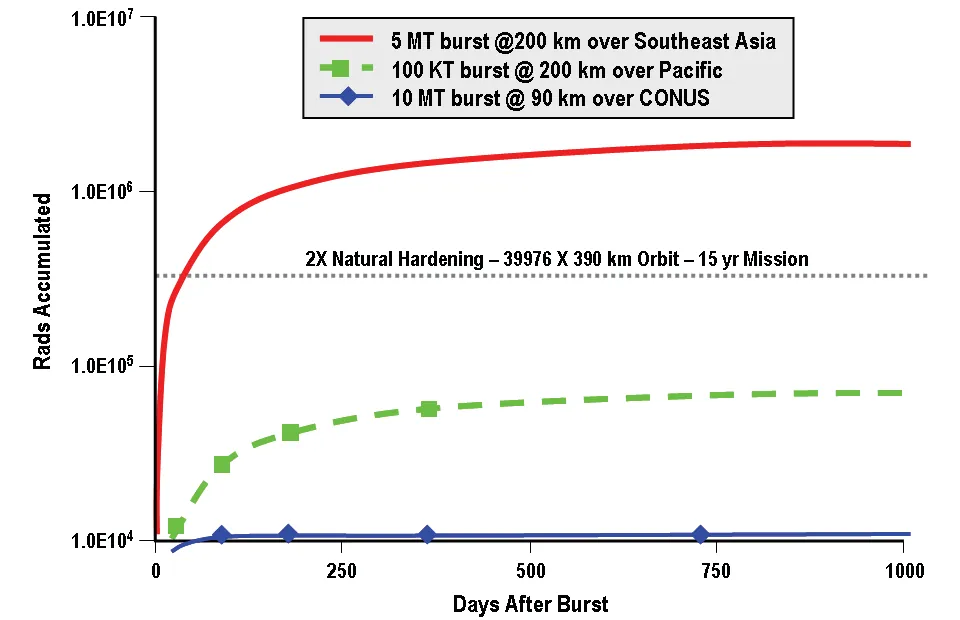 1.0E10⁷
5 MT burst @200 km over Southeast Asia
100 KT burst @ 200 km over Pacific
10 MT burst @ 90 km over CONUS
1.0E10⁶
2X Natural Hardening – 39976 X 390 km Orbit – 15 yr Mission
Rads Accumulated
1.0E10⁵
1.0E10⁴
0
250
500
750
1000
Days After Burst